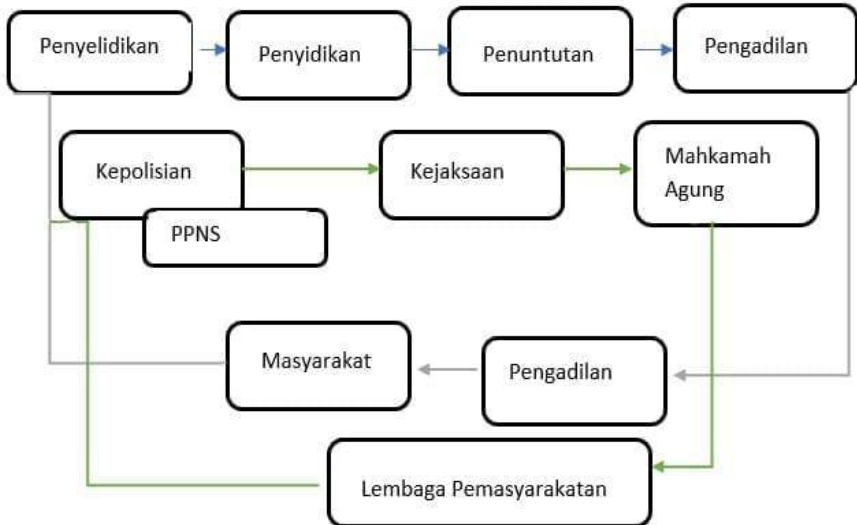 Penyelidikan
Penyidikan
Penuntutan
Pengadilan
Kepolisian
Kejaksaan
Mahkamah
Agung
PPNS
Masyarakat
Pengadilan
Lembaga Pemasyarakatan